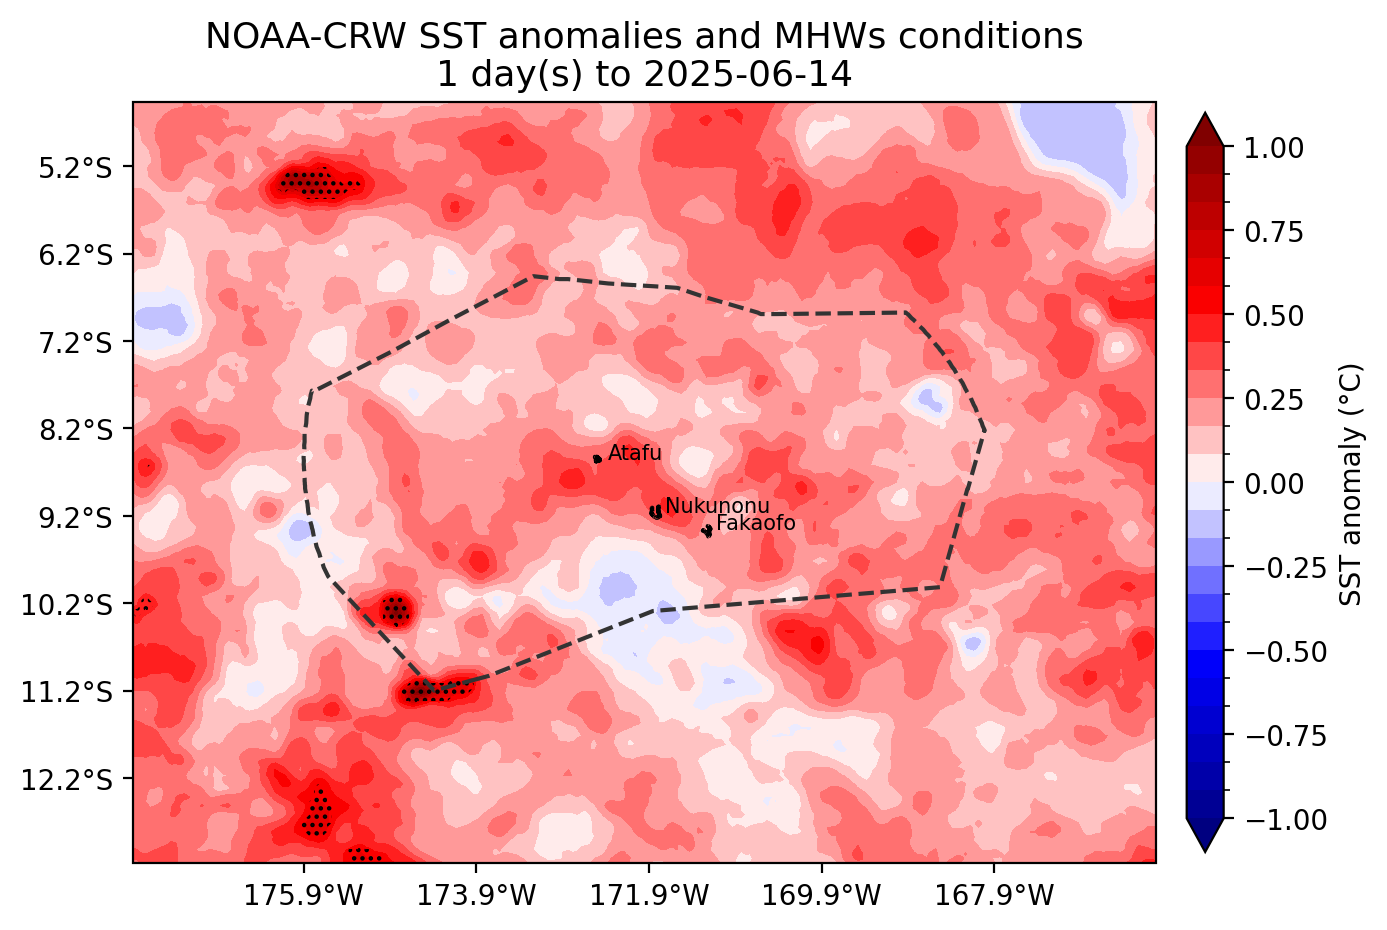 NOAA-CRW SST anomalies and MHWs conditions
1 day(s) to 2025-06-14
5.2°S
6.2°S
7.2°S
8.2°S
9.2°S
10.2°S
11.2°S
12.2°S
Atafu
Nukunonu
Fakaofo
175.9°W
173.9°W
171.9°W
169.9°W
167.9°W
1.00
0.75
0.50
0.25
0.00
−0.25
−0.50
−0.75
−1.00
SST anomaly (°C)